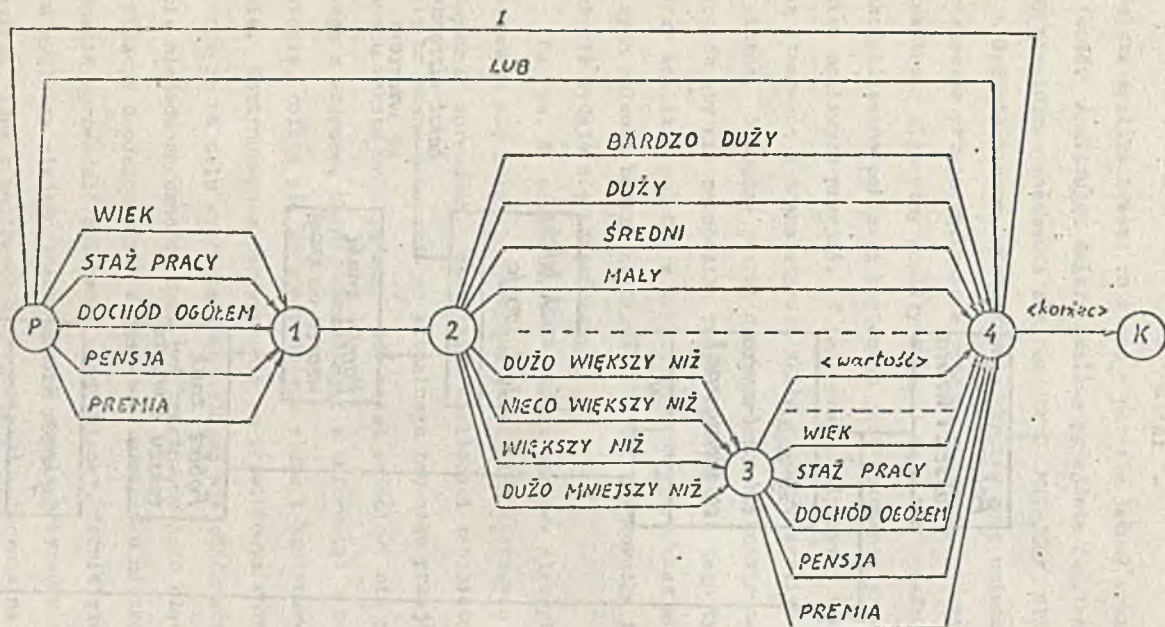 I
LUB
BARDZO DUŻY
DUŻY
ŚREDNI
MAŁY
WIEK
STAŻ PRACY
DOCHÓD OGÓŁEM
PENSJA
PREMIA
P
1
2
4
<koniec>
K
DUŻO WIĘKSZY NIŻ
NIECO WIĘKSZY NIŻ
WIĘKSZY NIŻ
DUŻO MNIEJSZY NIŻ
3
<wartość>
WIEK
STAŻ PRACY
DOCHÓD OGÓŁEM
PENSJA
PREMIA